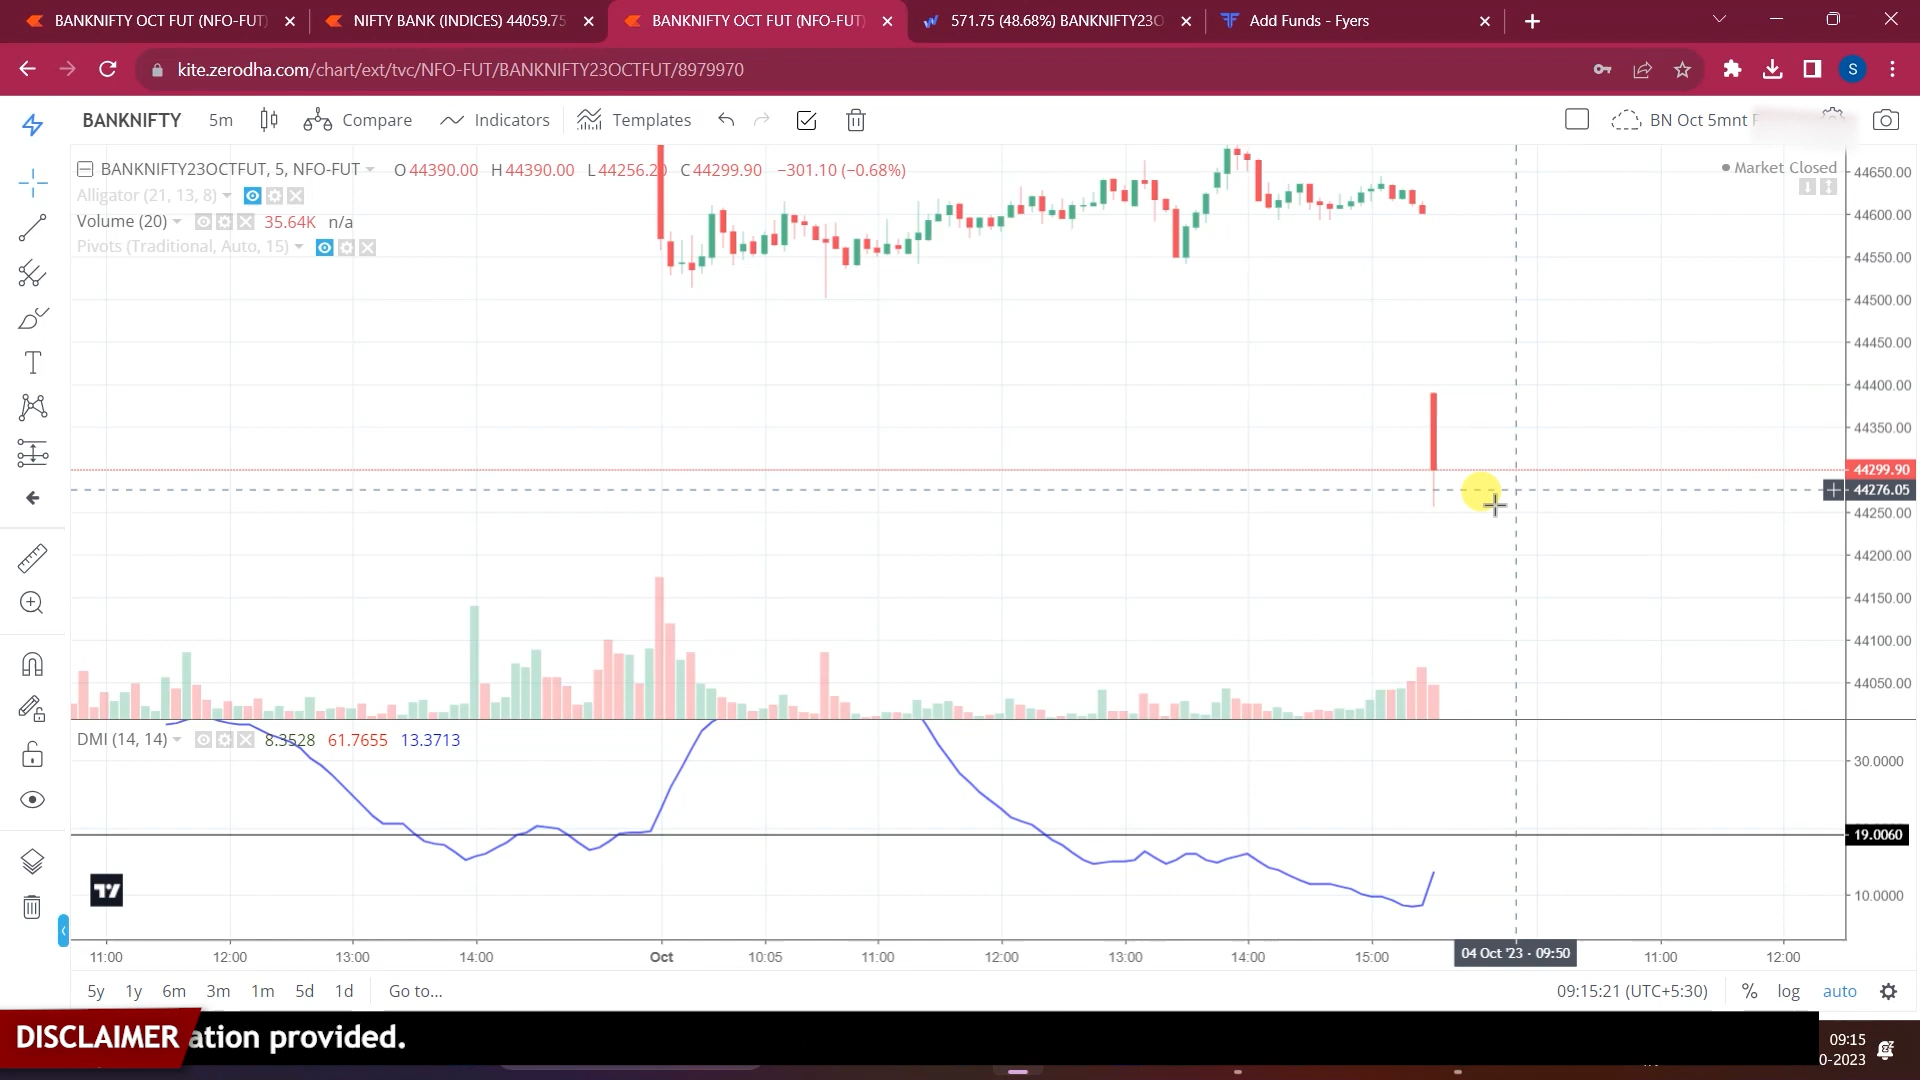 BANKNIFTY OCT FUT (NFO-FUT)
NIFTY BANK (INDICES) 44059.75
BANKNIFTY OCT FUT (NFO-FUT)
571.75 (48.68%) BANKNIFTY23O
Add Funds - Fyers
kite.zerodha.com/chart/ext/tvc/NFO-FUT/BANKNIFTY23OCTFUT/8979970
S
BANKNIFTY 5m Compare Indicators Templates
BN Oct 5mnt
BANKNIFTY23OCTFUT, 5, NFO-FUT O44390.00 H44390.00 L44256.20 C44299.90 −301.10 (−0.68%)
Market Closed
Alligator (21, 13, 8)
Volume (20) 35.64K n/a
Pivots (Traditional, Auto, 15)
44650.00
44600.00
44550.00
44500.00
44450.00
44400.00
44350.00
44299.90
44276.05
44250.00
44200.00
44150.00
44100.00
44050.00
DMI (14, 14) 8.3528 61.7655 13.3713
30.0000
19.0060
10.0000
11:00 12:00 13:00 14:00 Oct 10:05 11:00 12:00 13:00 14:00 15:00 04 Oct '23 - 09:50 11:00 12:00
5y 1y 6m 3m 1m 5d 1d Go to...
09:15:21 (UTC+5:30) % log auto
DISCLAIMER ation provided.
09:15
0-2023